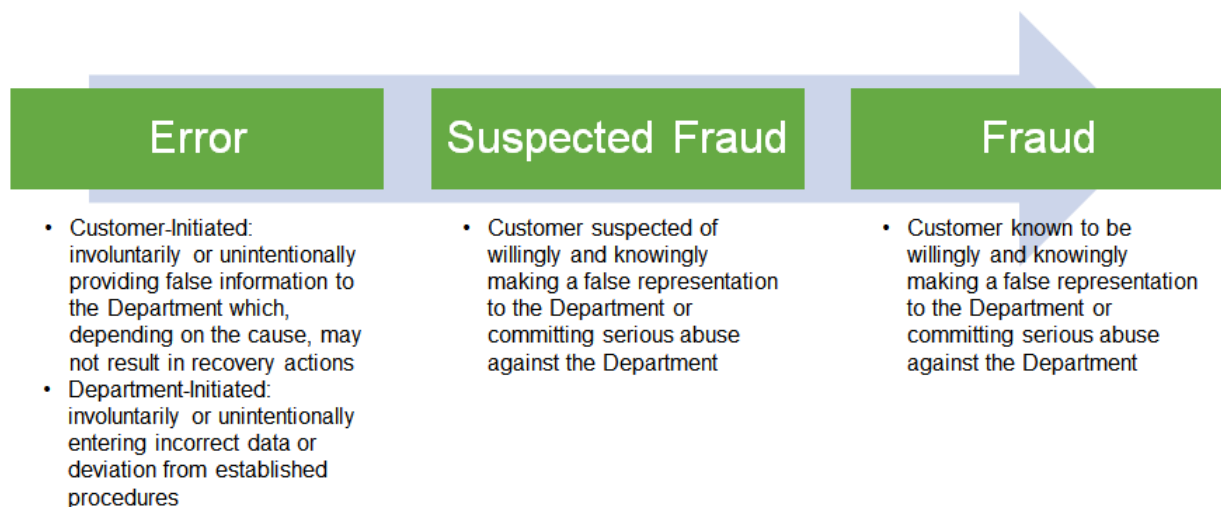 Error
• Customer-Initiated:
involuntarily or unintentionally
providing false information to
the Department which,
depending on the cause, may
not result in recovery actions
• Department-Initiated:
involuntarily or unintentionally
entering incorrect data or
deviation from established
procedures
Suspected Fraud
• Customer suspected of
willingly and knowingly
making a false representation
to the Department or
committing serious abuse
against the Department
Fraud
• Customer known to be
willingly and knowingly
making a false representation
to the Department or
committing serious abuse
against the Department